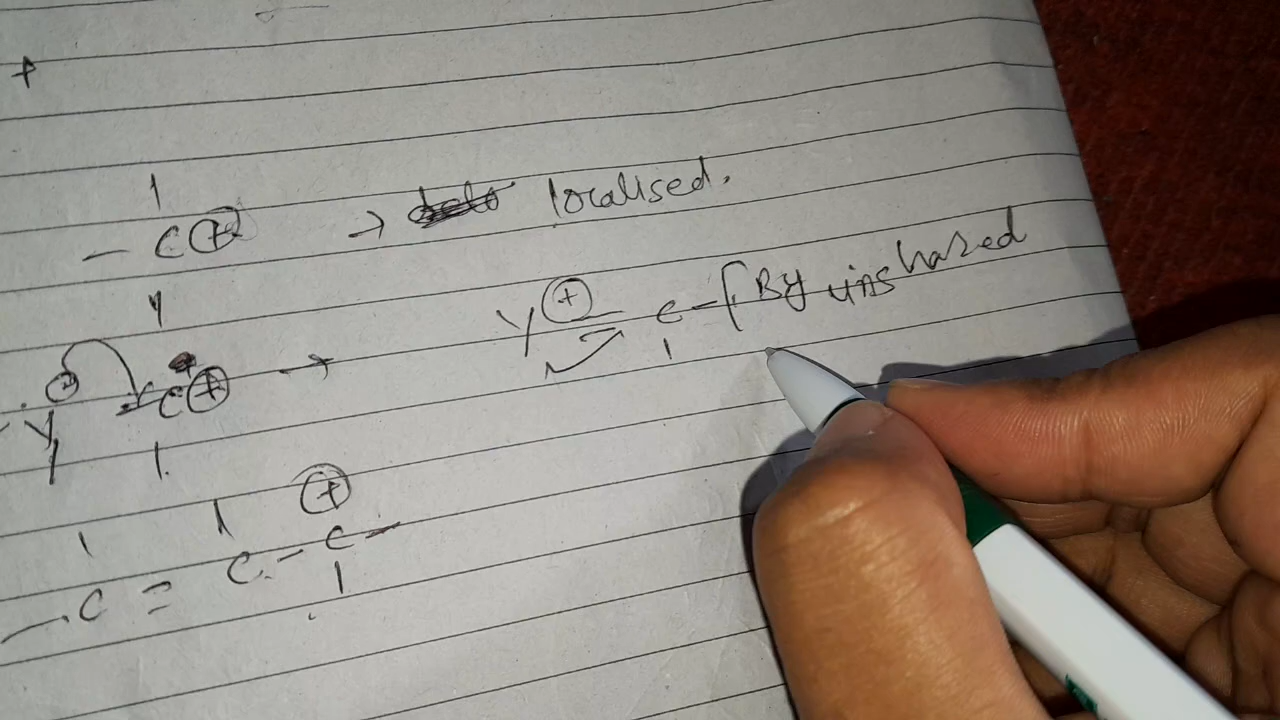 +
— C⊕ → localised.
Y⊕ = C – [By unshared
Y C⊕ →
— C = C – C –
⊕